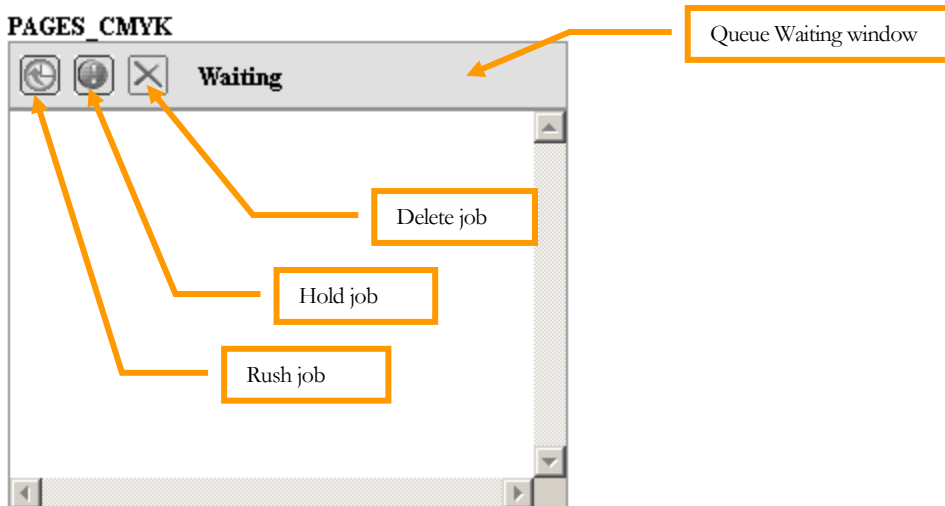 PAGES_CMYK
Queue Waiting window
Waiting
Delete job
Hold job
Rush job